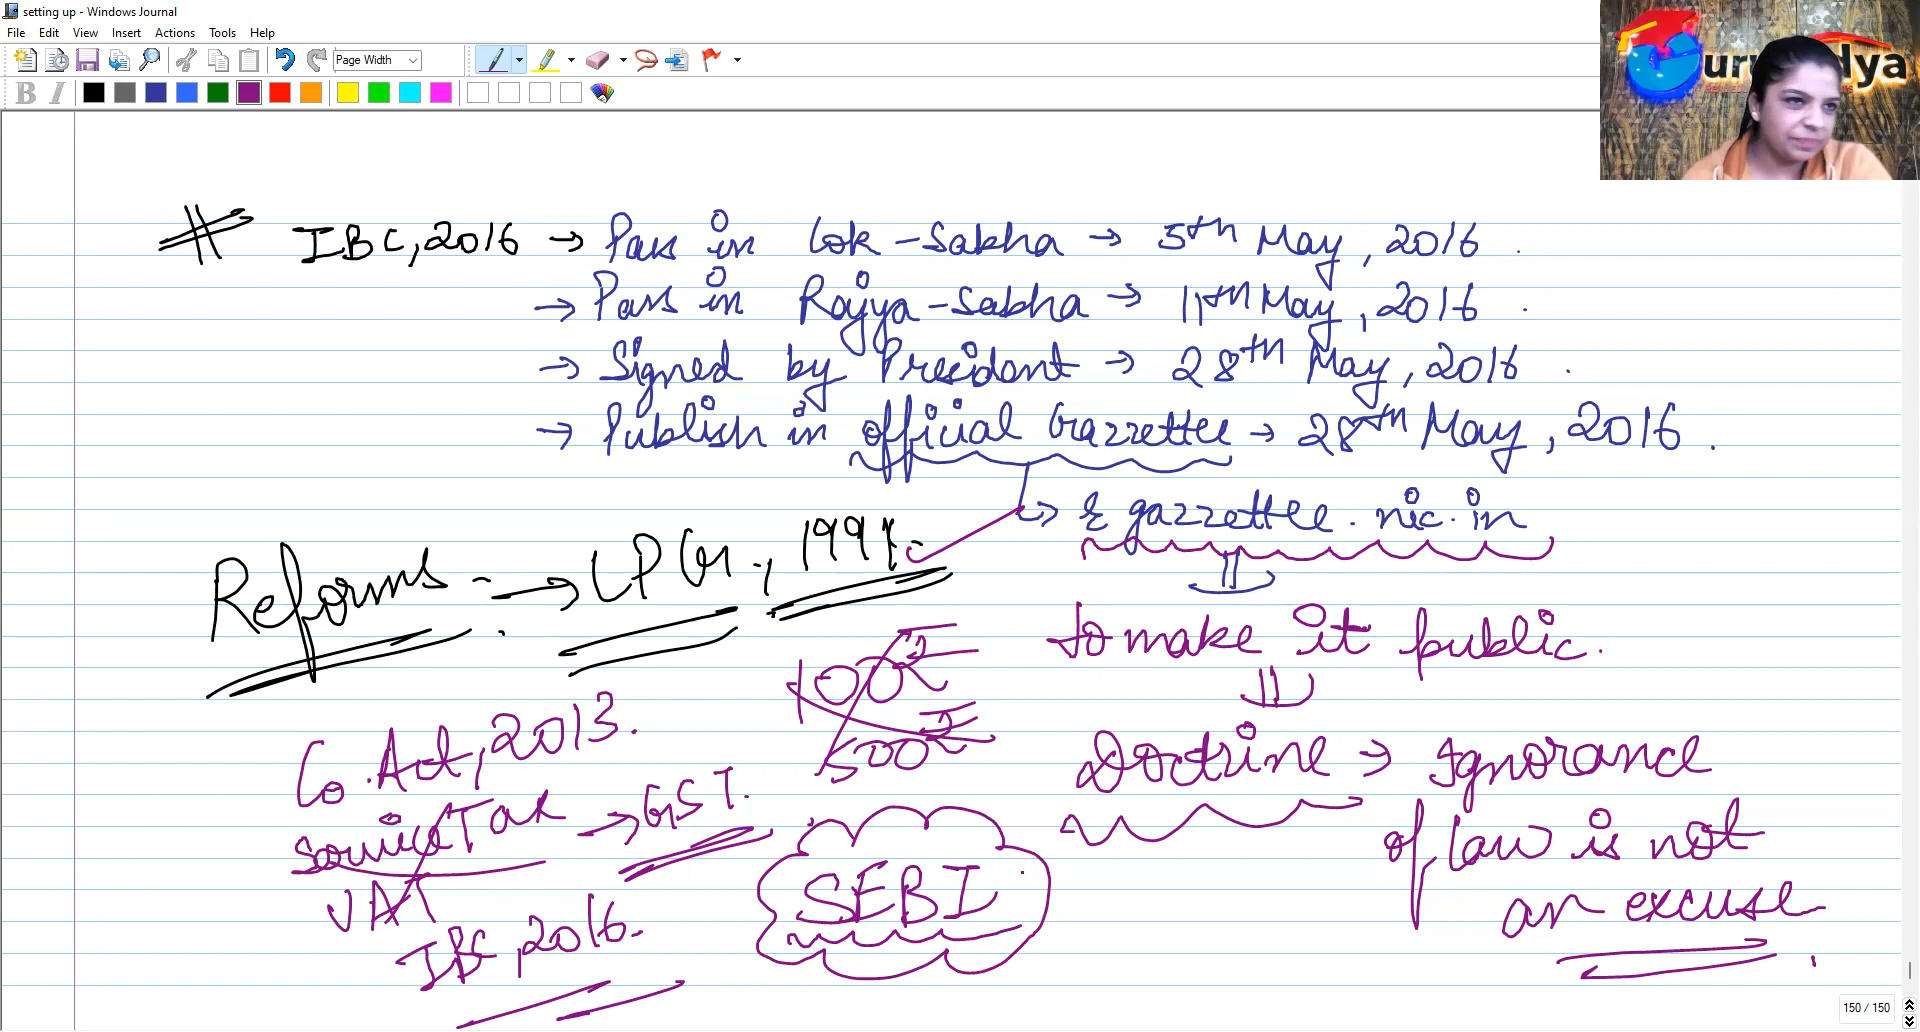 setting up - Windows Journal
File Edit View Insert Actions Tools Help
Page Width
B I
# IBC, 2016 → Pass in Lok-Sabha → 5th May, 2016.
→ Pass in Rajya-Sabha → 11th May, 2016.
→ Signed by President → 28th May, 2016.
→ Publish in official Gazzettee → 28th May, 2016.
→ egazzettee.nic.in
Reforms → LPG, 1991.
to make it public.
100
500
Co. Act, 2013.
Doctrine → Ignorance
of law is not
an excuse
Service Tax → GST.
VAT
SEBI
IBC, 2016.
150 / 150